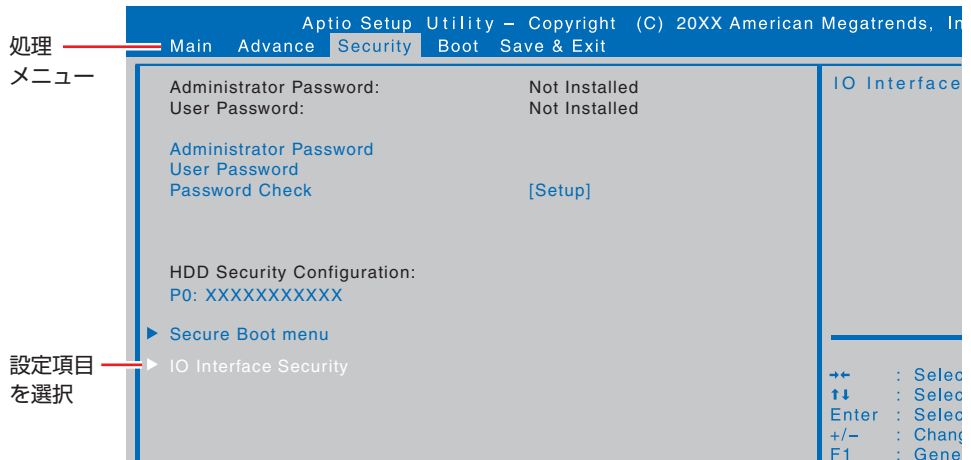 Aptio Setup Utility – Copyright (C) 20XX American Megatrends, In
処理
メニュー
Main Advance Security Boot Save & Exit
Administrator Password: Not Installed
User Password: Not Installed
Administrator Password
User Password
Password Check [Setup]
HDD Security Configuration:
P0: XXXXXXXXXXX
▶ Secure Boot menu
設定項目
を選択
▶ IO Interface Security
IO Interface
→← : Selec
↑↓ : Selec
Enter : Selec
+/– : Chang
F1 : Gene